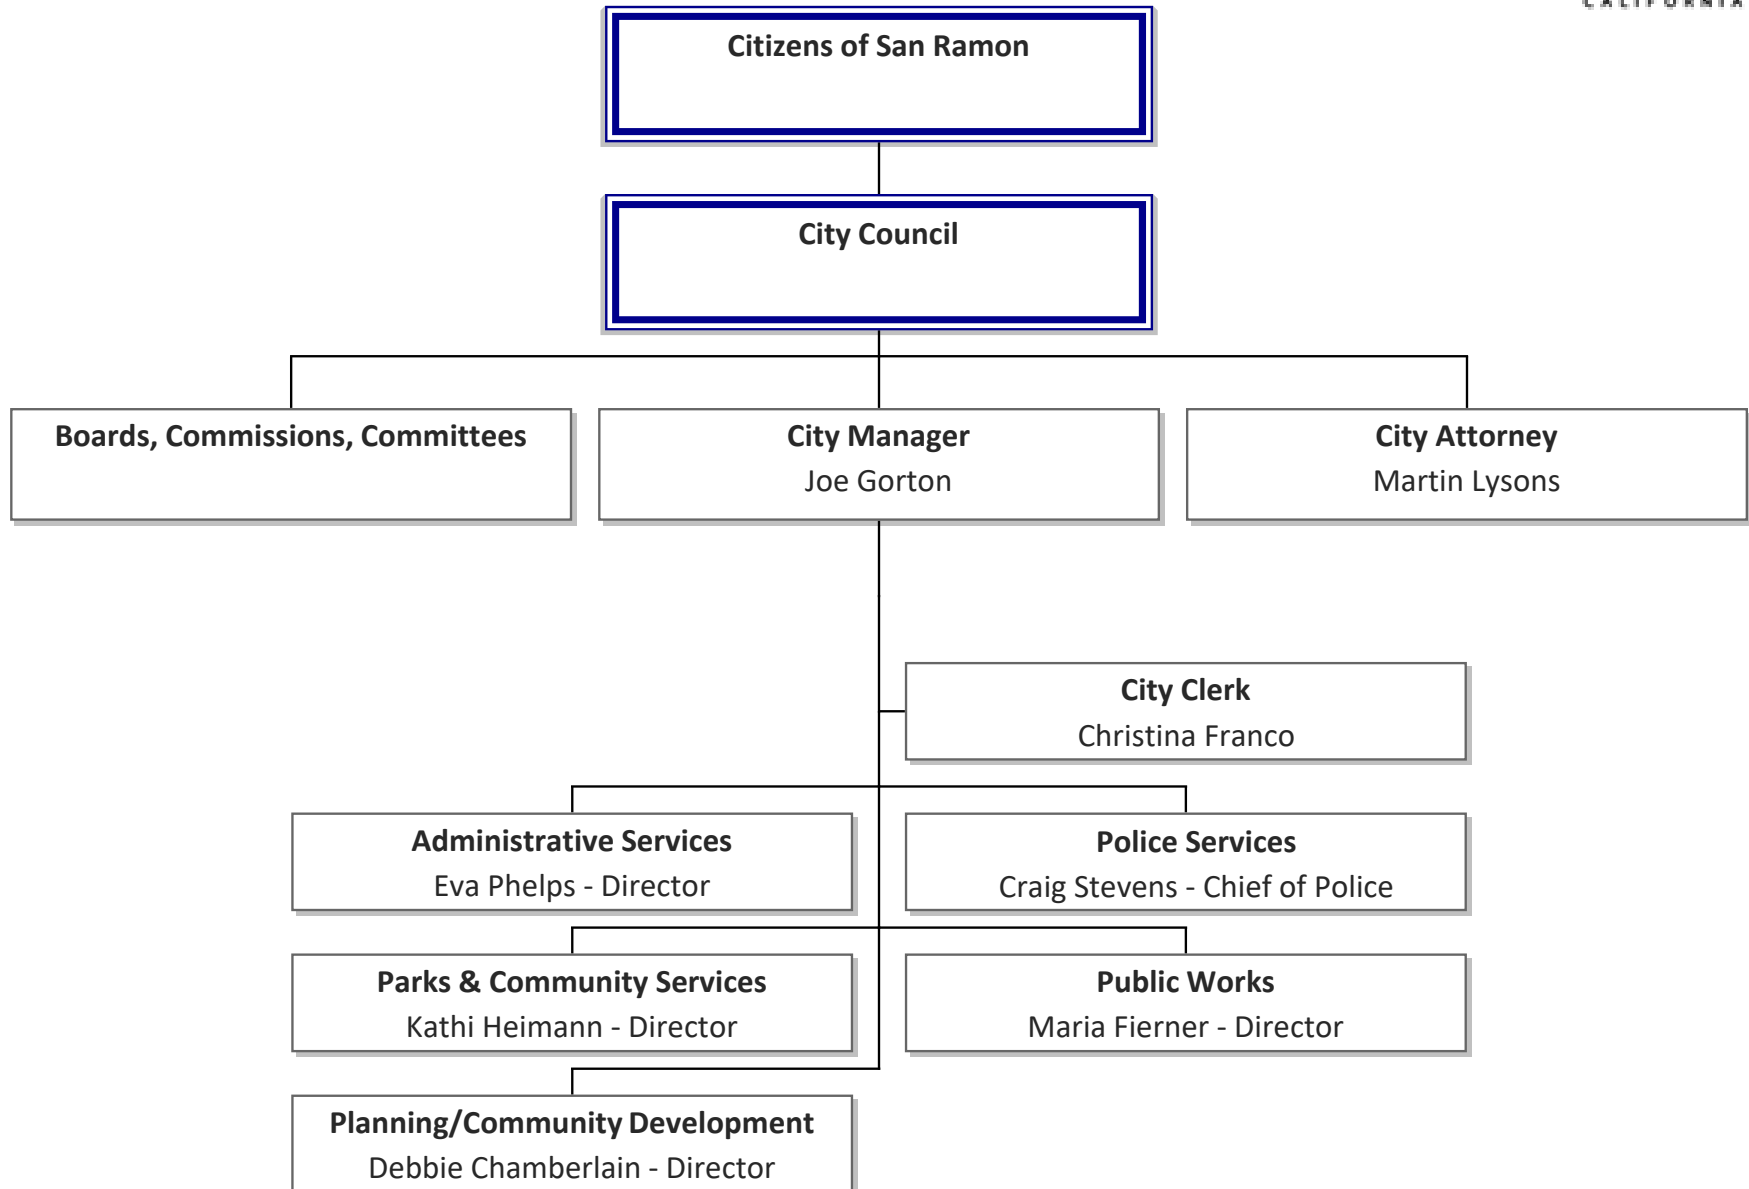 CALIFORNIA
Citizens of San Ramon
City Council
Boards, Commissions, Committees
City Manager
Joe Gorton
City Attorney
Martin Lysons
City Clerk
Christina Franco
Administrative Services
Eva Phelps - Director
Police Services
Craig Stevens - Chief of Police
Parks & Community Services
Kathi Heimann - Director
Public Works
Maria Fierner - Director
Planning/Community Development
Debbie Chamberlain - Director